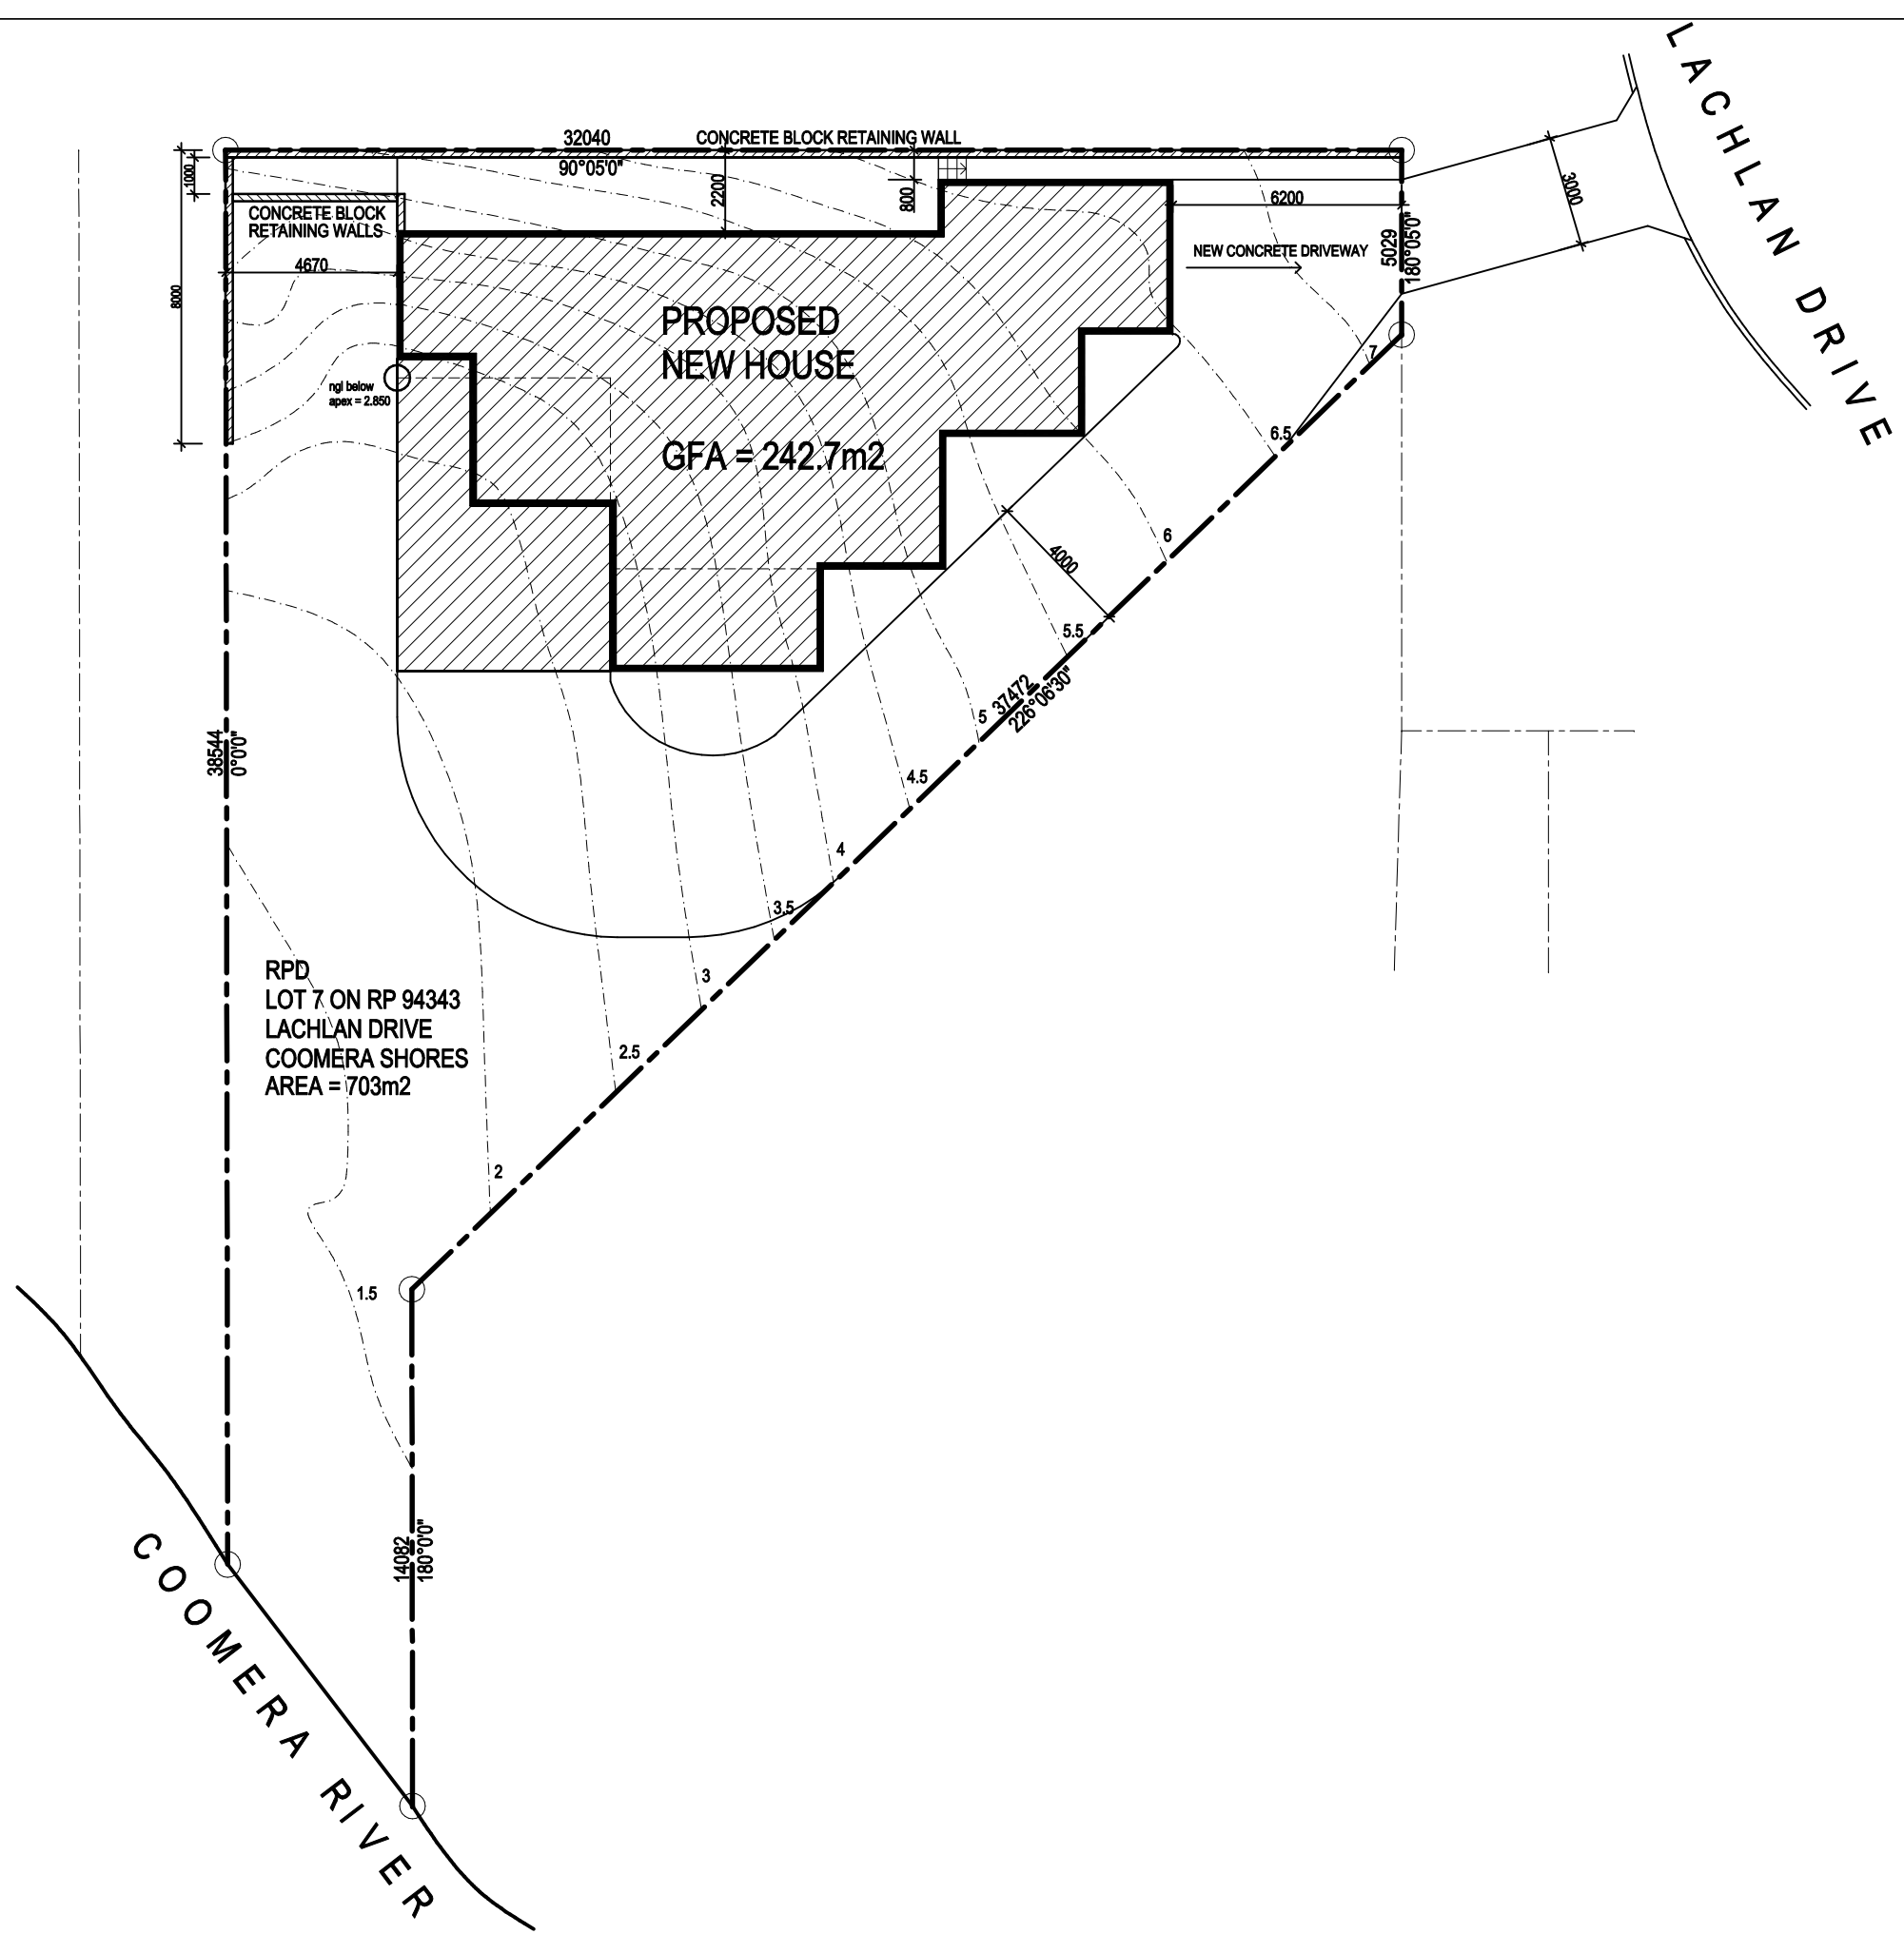 LACHLAN DRIVE
32040
90°05'0"
CONCRETE BLOCK RETAINING WALL
1000
8000
CONCRETE BLOCK
RETAINING WALLS
4670
2200
800
6200
3000
5029
180°05'0"
NEW CONCRETE DRIVEWAY
PROPOSED
NEW HOUSE
GFA = 242.7m2
ngl below
apex = 2.850
7
6.5
6
4000
5.5
37472
226°06'30"
5
38544
0°0'0"
4.5
4
3.5
3
2.5
2
RPD
LOT 7 ON RP 94343
LACHLAN DRIVE
COOMERA SHORES
AREA = 703m2
1.5
14082
180°0'0"
COOMERA RIVER